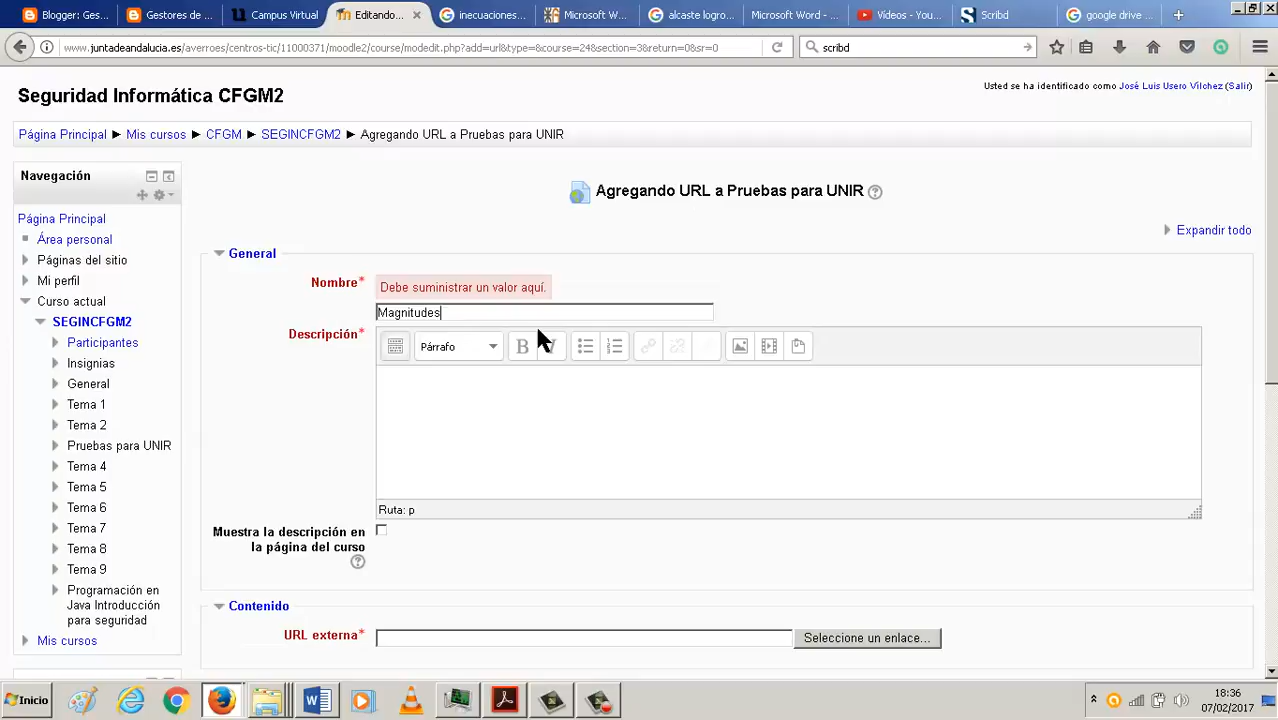 Blogger: Gess...
Gestores de ...
Campus Virtual
Editando...
inecuaciones...
Microsoft W...
alcaste logro...
Microsoft Word - ...
Vídeos - You...
Scribd
google drive ...
www.juntadeandalucia.es/averroes/centros-tic/11000371/moodle2/course/modedit.php?add=url&type=&course=24&section=3&return=0&sr=0
scribd
Seguridad Informática CFGM2
Usted se ha identificado como José Luis Usero Vílchez (Salir)
Página Principal ▶ Mis cursos ▶ CFGM ▶ SEGINCFGM2 ▶ Agregando URL a Pruebas para UNIR
Navegación
Página Principal
Área personal
Páginas del sitio
Mi perfil
Curso actual
SEGINCFGM2
Participantes
Insignias
General
Tema 1
Tema 2
Pruebas para UNIR
Tema 4
Tema 5
Tema 6
Tema 7
Tema 8
Tema 9
Programación en
Java Introducción
para seguridad
Mis cursos
Agregando URL a Pruebas para UNIR
Expandir todo
General
Nombre*
Debe suministrar un valor aquí.
Magnitudes
Descripción*
Párrafo
B
I
Ruta: p
Muestra la descripción en
la página del curso
Contenido
URL externa*
Seleccione un enlace...
Inicio
18:36
07/02/2017